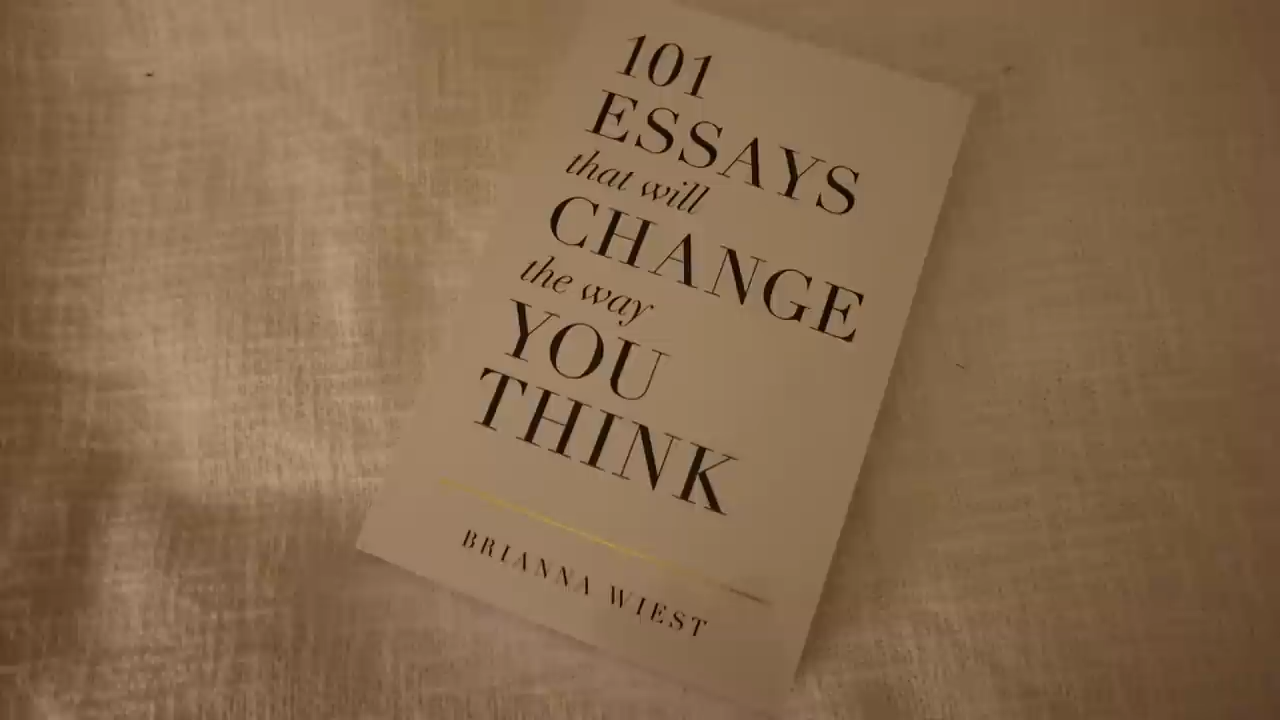 101
ESSAYS
that will
CHANGE
the way
YOU
THINK
BRIANNA WIEST